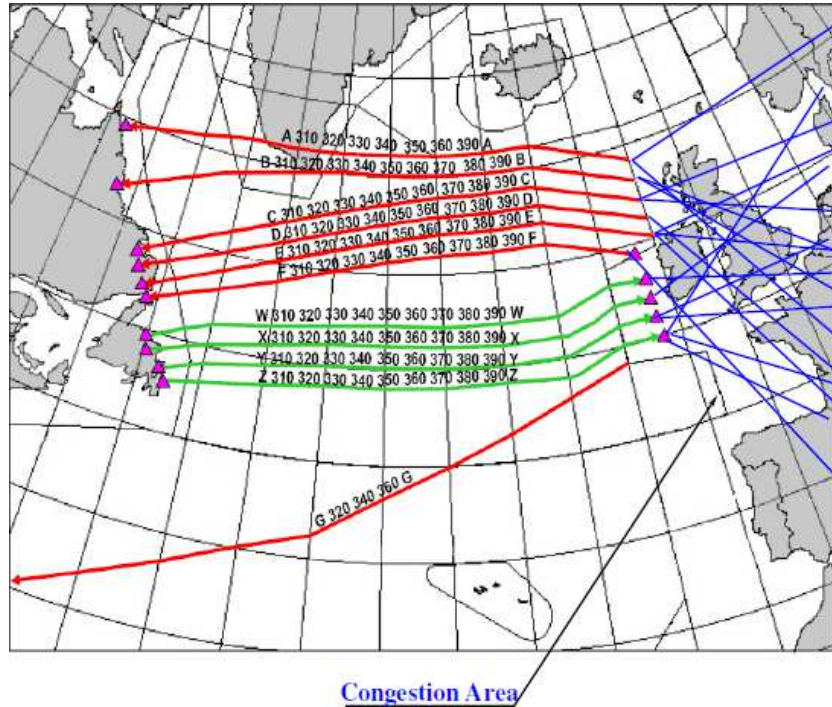 A 310 320 330 340 350 360 390 A
B 310 320 330 340 350 360 370 380 390 B
C 310 320 330 340 350 360 370 380 390 C
D 310 320 330 340 350 360 370 380 390 D
E 310 320 330 340 350 360 370 380 390 E
F 310 320 330 340 350 360 370 380 390 F
W 310 320 330 340 350 360 370 380 390 W
X 310 320 330 340 350 360 370 380 390 X
Y 310 320 330 340 350 360 370 380 390 Y
Z 310 320 330 340 350 360 370 380 390 Z
G 320 340 360 G
Congestion Area